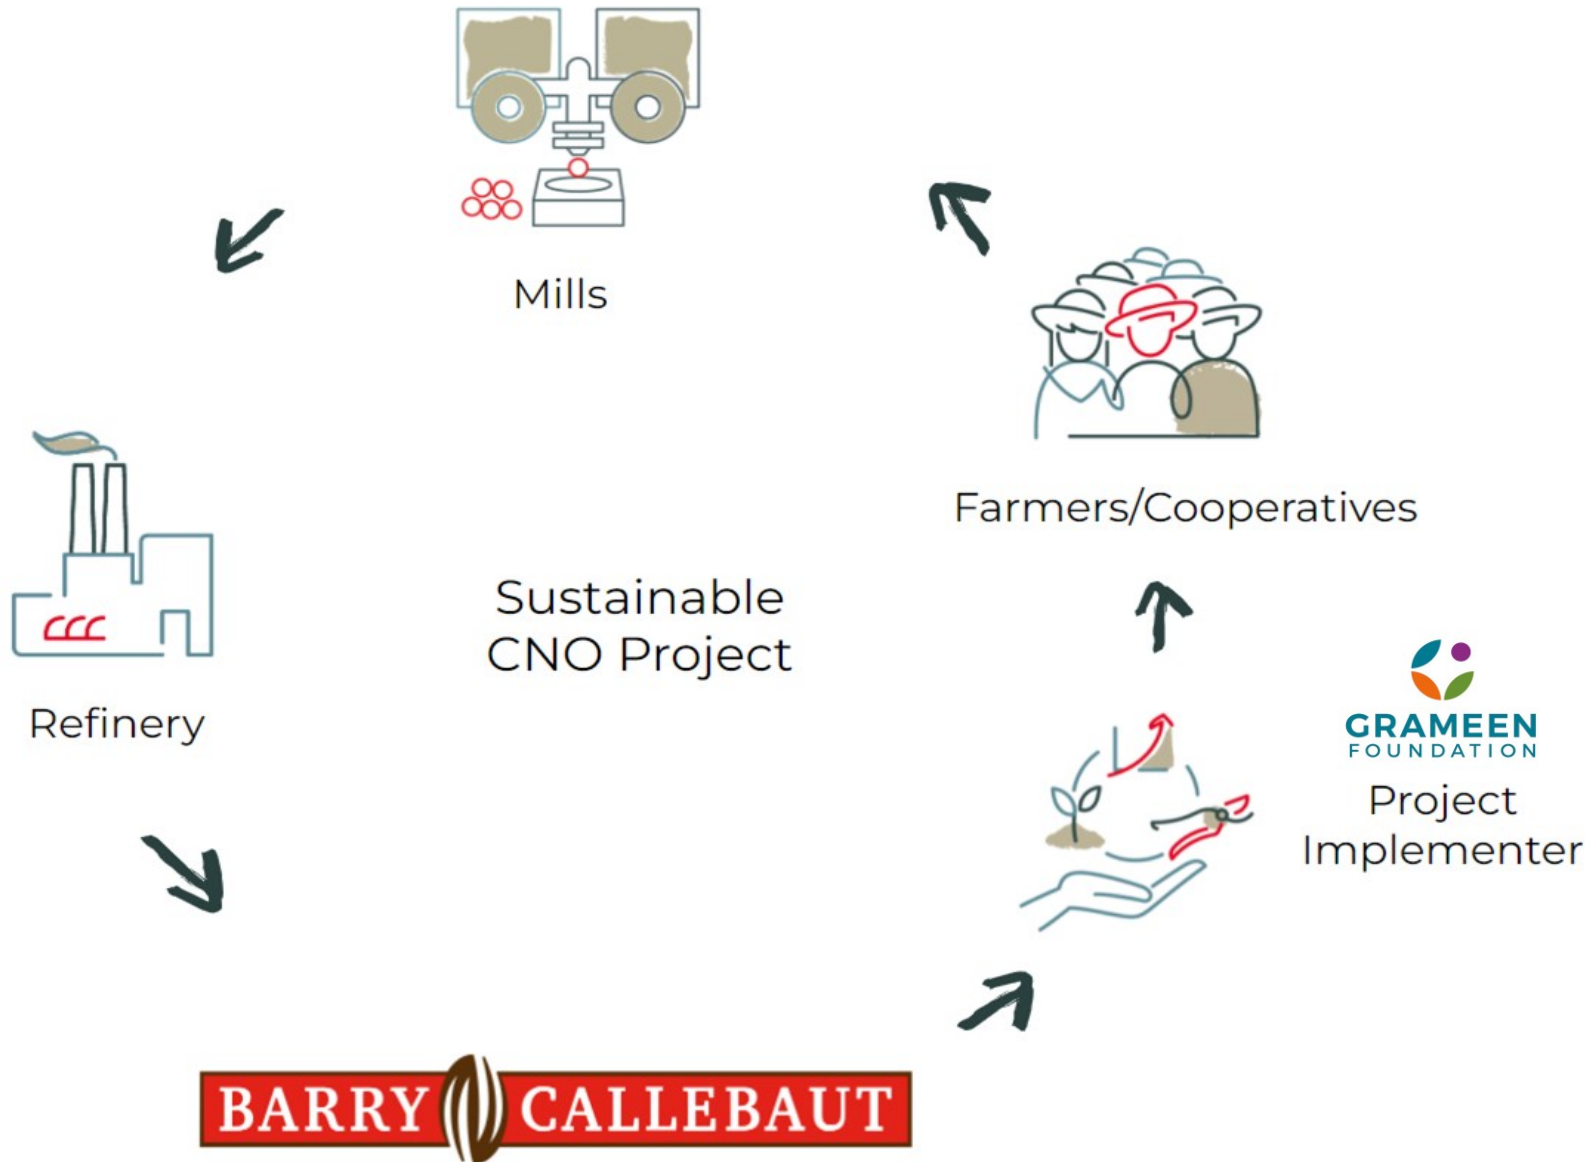 Mills
Farmers/Cooperatives
Sustainable
CNO Project
Refinery
GRAMEEN
FOUNDATION
Project
Implementer
BARRY CALLEBAUT